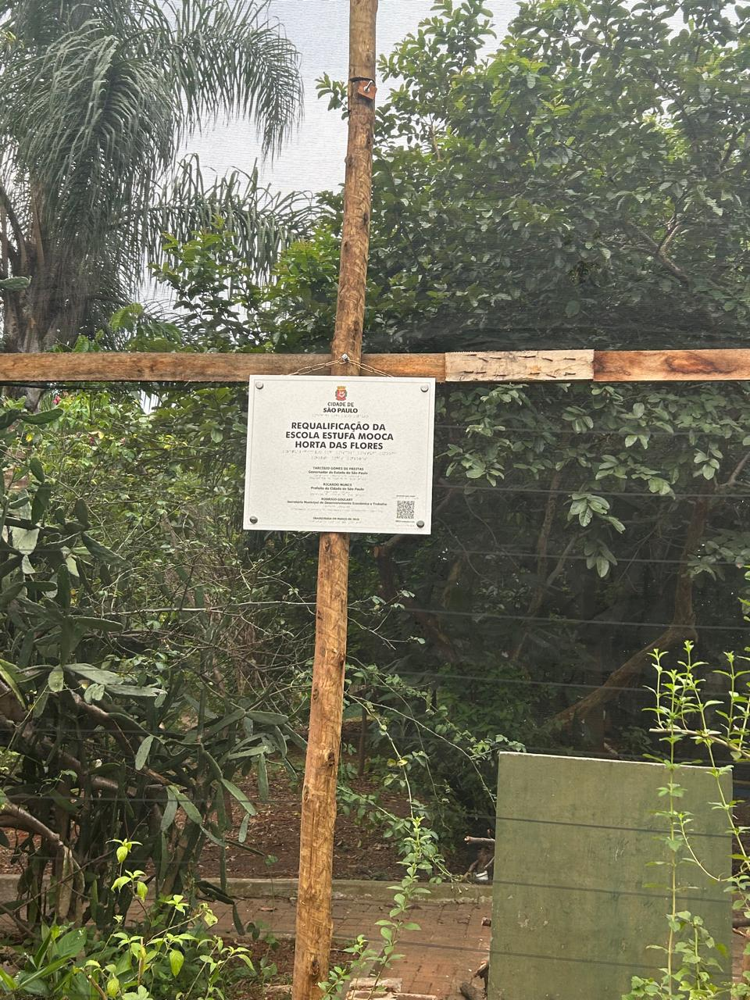 CIDADE DE
SÃO PAULO
REQUALIFICAÇÃO DA
ESCOLA ESTUFA MOOCA
HORTA DAS FLORES
TARCÍSIO GOMES DE FREITAS
Governador do Estado de São Paulo
RICARDO NUNES
Prefeito da Cidade de São Paulo
RODRIGO GOULART
Secretário Municipal de Desenvolvimento Econômico e Trabalho
INAUGURADA EM MARÇO DE